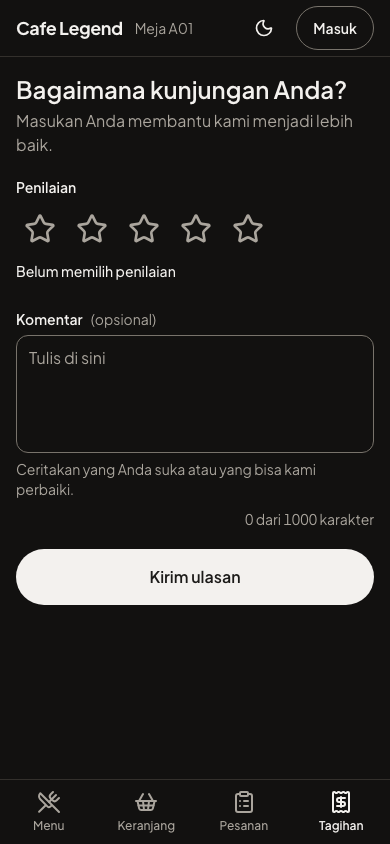 Cafe Legend Meja A01 Masuk
Bagaimana kunjungan Anda?
Masukan Anda membantu kami menjadi lebih
baik.
Penilaian
Belum memilih penilaian
Komentar (opsional)
Tulis di sini
Ceritakan yang Anda suka atau yang bisa kami
perbaiki.
0 dari 1000 karakter
Kirim ulasan
Menu Keranjang Pesanan Tagihan